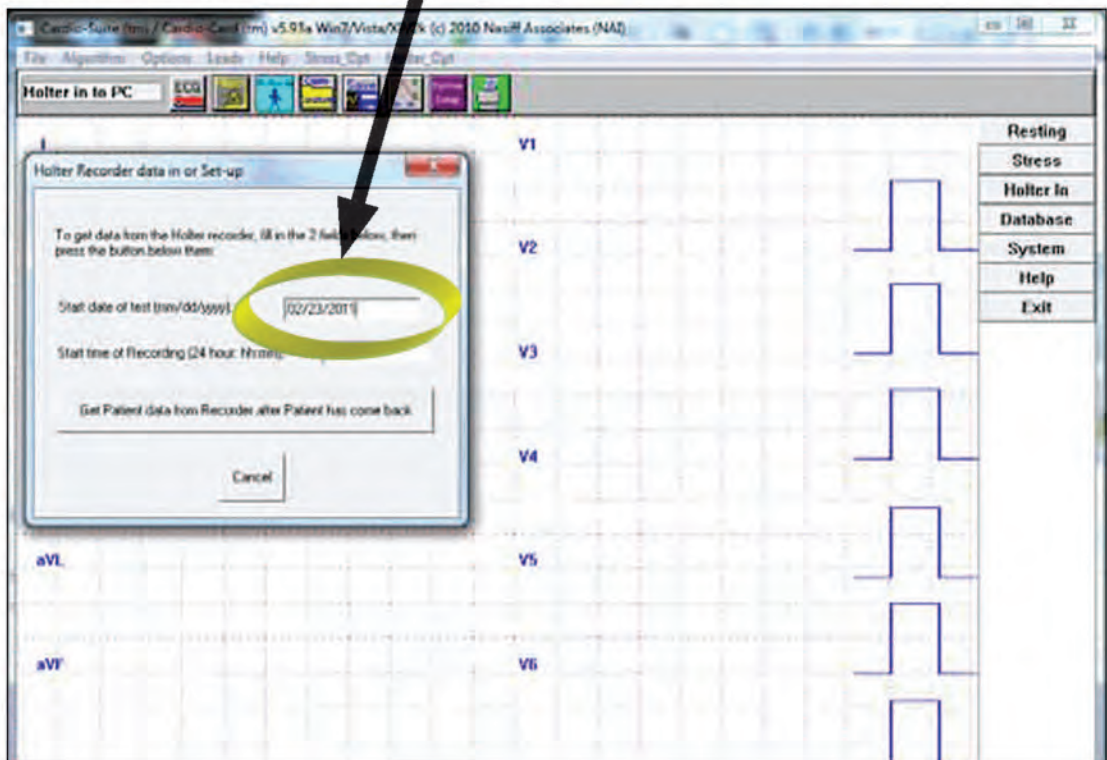 Cardio-Suite (tm) / Cardio-Card (tm) v5.93a Win7/Vista/XP/2k (c) 2010 Nasiff Associates (NAI)
File Algorithm Options Leads Help Stress_Opt Holter_Opt
Holter in to PC ECG Save
Resting
Stress
Holter In
Database
System
Help
Exit
I V1
Holter Recorder data in or Set-up
To get data from the Holter recorder, fill in the 2 fields below, then
press the button below them:
Start date of test (mm/dd/yyyy): 02/23/2011
Start time of Recording (24 hour: hh:mm):
Get Patient data from Recorder after Patient has come back
Cancel
V2
V3
V4
aVL V5
aVF V6